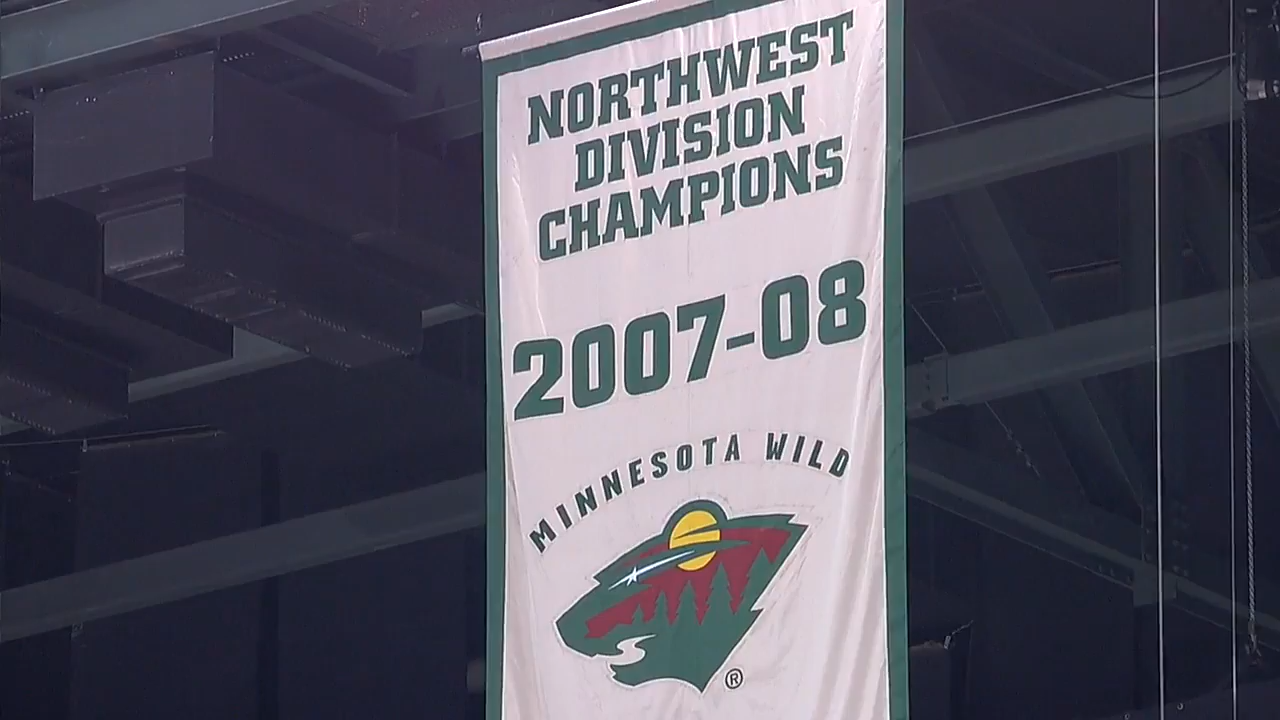 NORTHWEST
DIVISION
CHAMPIONS
2007-08
MINNESOTA WILD
®